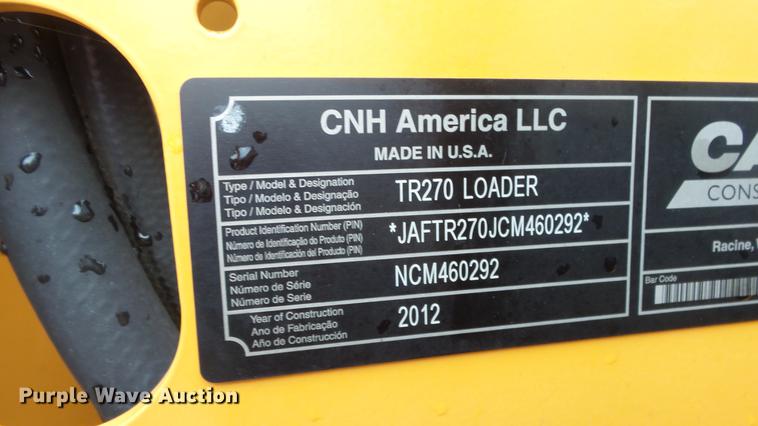 CNH America LLC
MADE IN U.S.A.
Type / Model & Designation
Tipo / Modelo & Designação
Tipo / Modelo & Designación
TR270 LOADER
Product Identification Number (PIN)
Número de Identificação do Produto (PIN)
Número de Identificación del Producto (PIN)
*JAFTR270JCM460292*
Serial Number
Número de Série
Número de Serie
NCM460292
Year of Construction
Ano de Fabricação
Año de Construcción
2012
CA
CONS
Racine, W
Bar Code
Purple Wave Auction